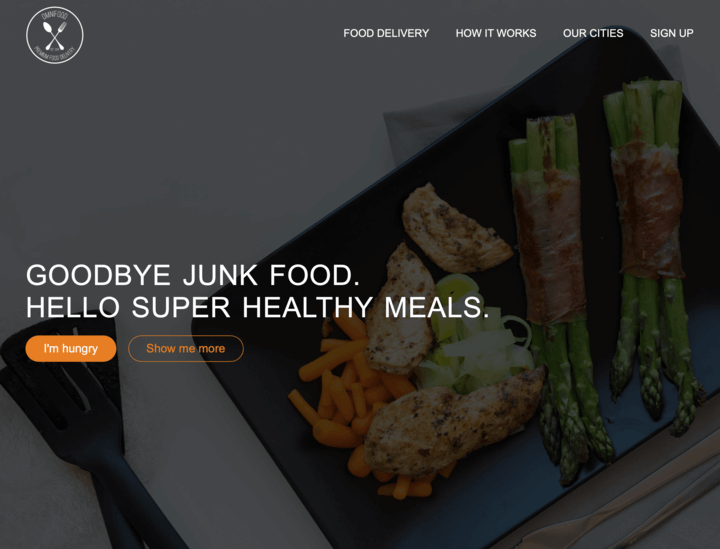 OMNIFOOD
PREMIUM FOOD DELIVERY
FOOD DELIVERY
HOW IT WORKS
OUR CITIES
SIGN UP
GOODBYE JUNK FOOD.
HELLO SUPER HEALTHY MEALS.
I'm hungry
Show me more